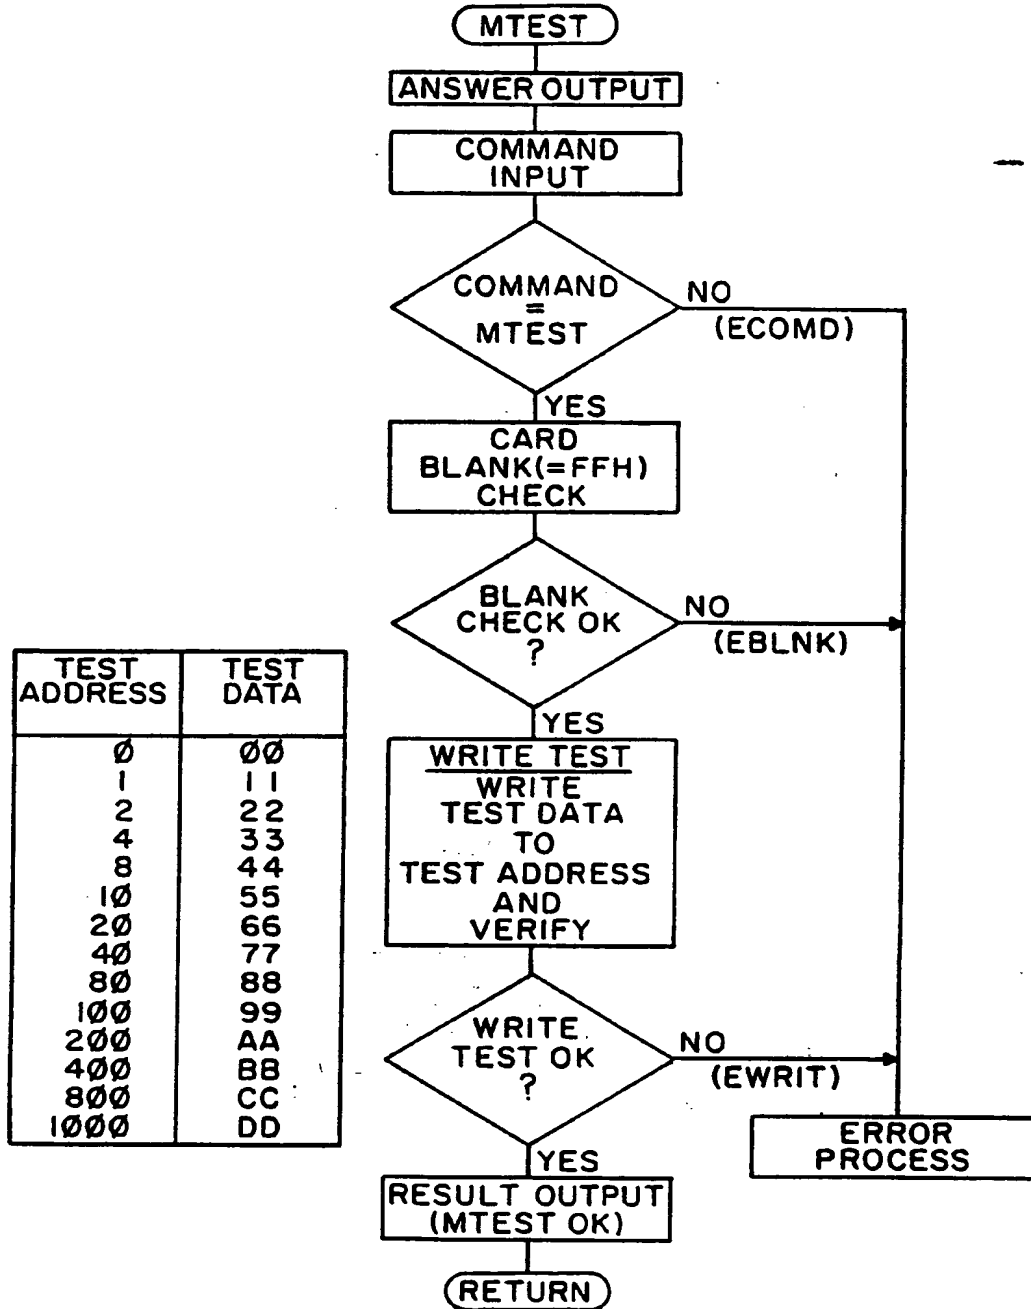 MTEST
ANSWER OUTPUT
COMMAND
INPUT
COMMAND
=
MTEST
NO
(ECOMD)
YES
CARD
BLANK(=FFH)
CHECK
BLANK
CHECK OK
?
NO
(EBLNK)
YES
WRITE TEST
WRITE
TEST DATA
TO
TEST ADDRESS
AND
VERIFY
WRITE
TEST OK
?
NO
(EWRIT)
YES
RESULT OUTPUT
(MTEST OK)
RETURN
ERROR
PROCESS
TEST ADDRESS TEST DATA
Ø ØØ
1 11
2 22
4 33
8 44
1Ø 55
2Ø 66
4Ø 77
8Ø 88
1ØØ 99
2ØØ AA
4ØØ BB
8ØØ CC
1ØØØ DD